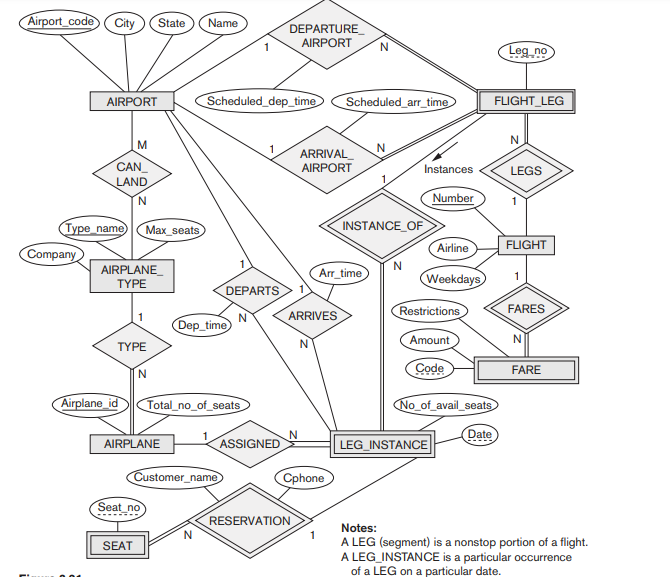 Airport_code City State Name
DEPARTURE_
AIRPORT
1 N
Leg_no
Scheduled_dep_time Scheduled_arr_time
AIRPORT FLIGHT_LEG
M
1 ARRIVAL_
AIRPORT
N
N
CAN_
LAND
Instances
LEGS
1
N
Type_name Max_seats
Number
1
Company
INSTANCE_OF
AIRPLANE_
TYPE
Airline FLIGHT
1 Arr_time N
Weekdays
1
DEPARTS 1
1
Dep_time N ARRIVES
Restrictions
FARES
TYPE
N
Amount
N
N
Code FARE
Airplane_id Total_no_of_seats
No_of_avail_seats
AIRPLANE 1 ASSIGNED N LEG_INSTANCE
Date
Customer_name Cphone
Seat_no
RESERVATION
N 1
SEAT
Notes:
A LEG (segment) is a nonstop portion of a flight.
A LEG_INSTANCE is a particular occurrence
of a LEG on a particular date.